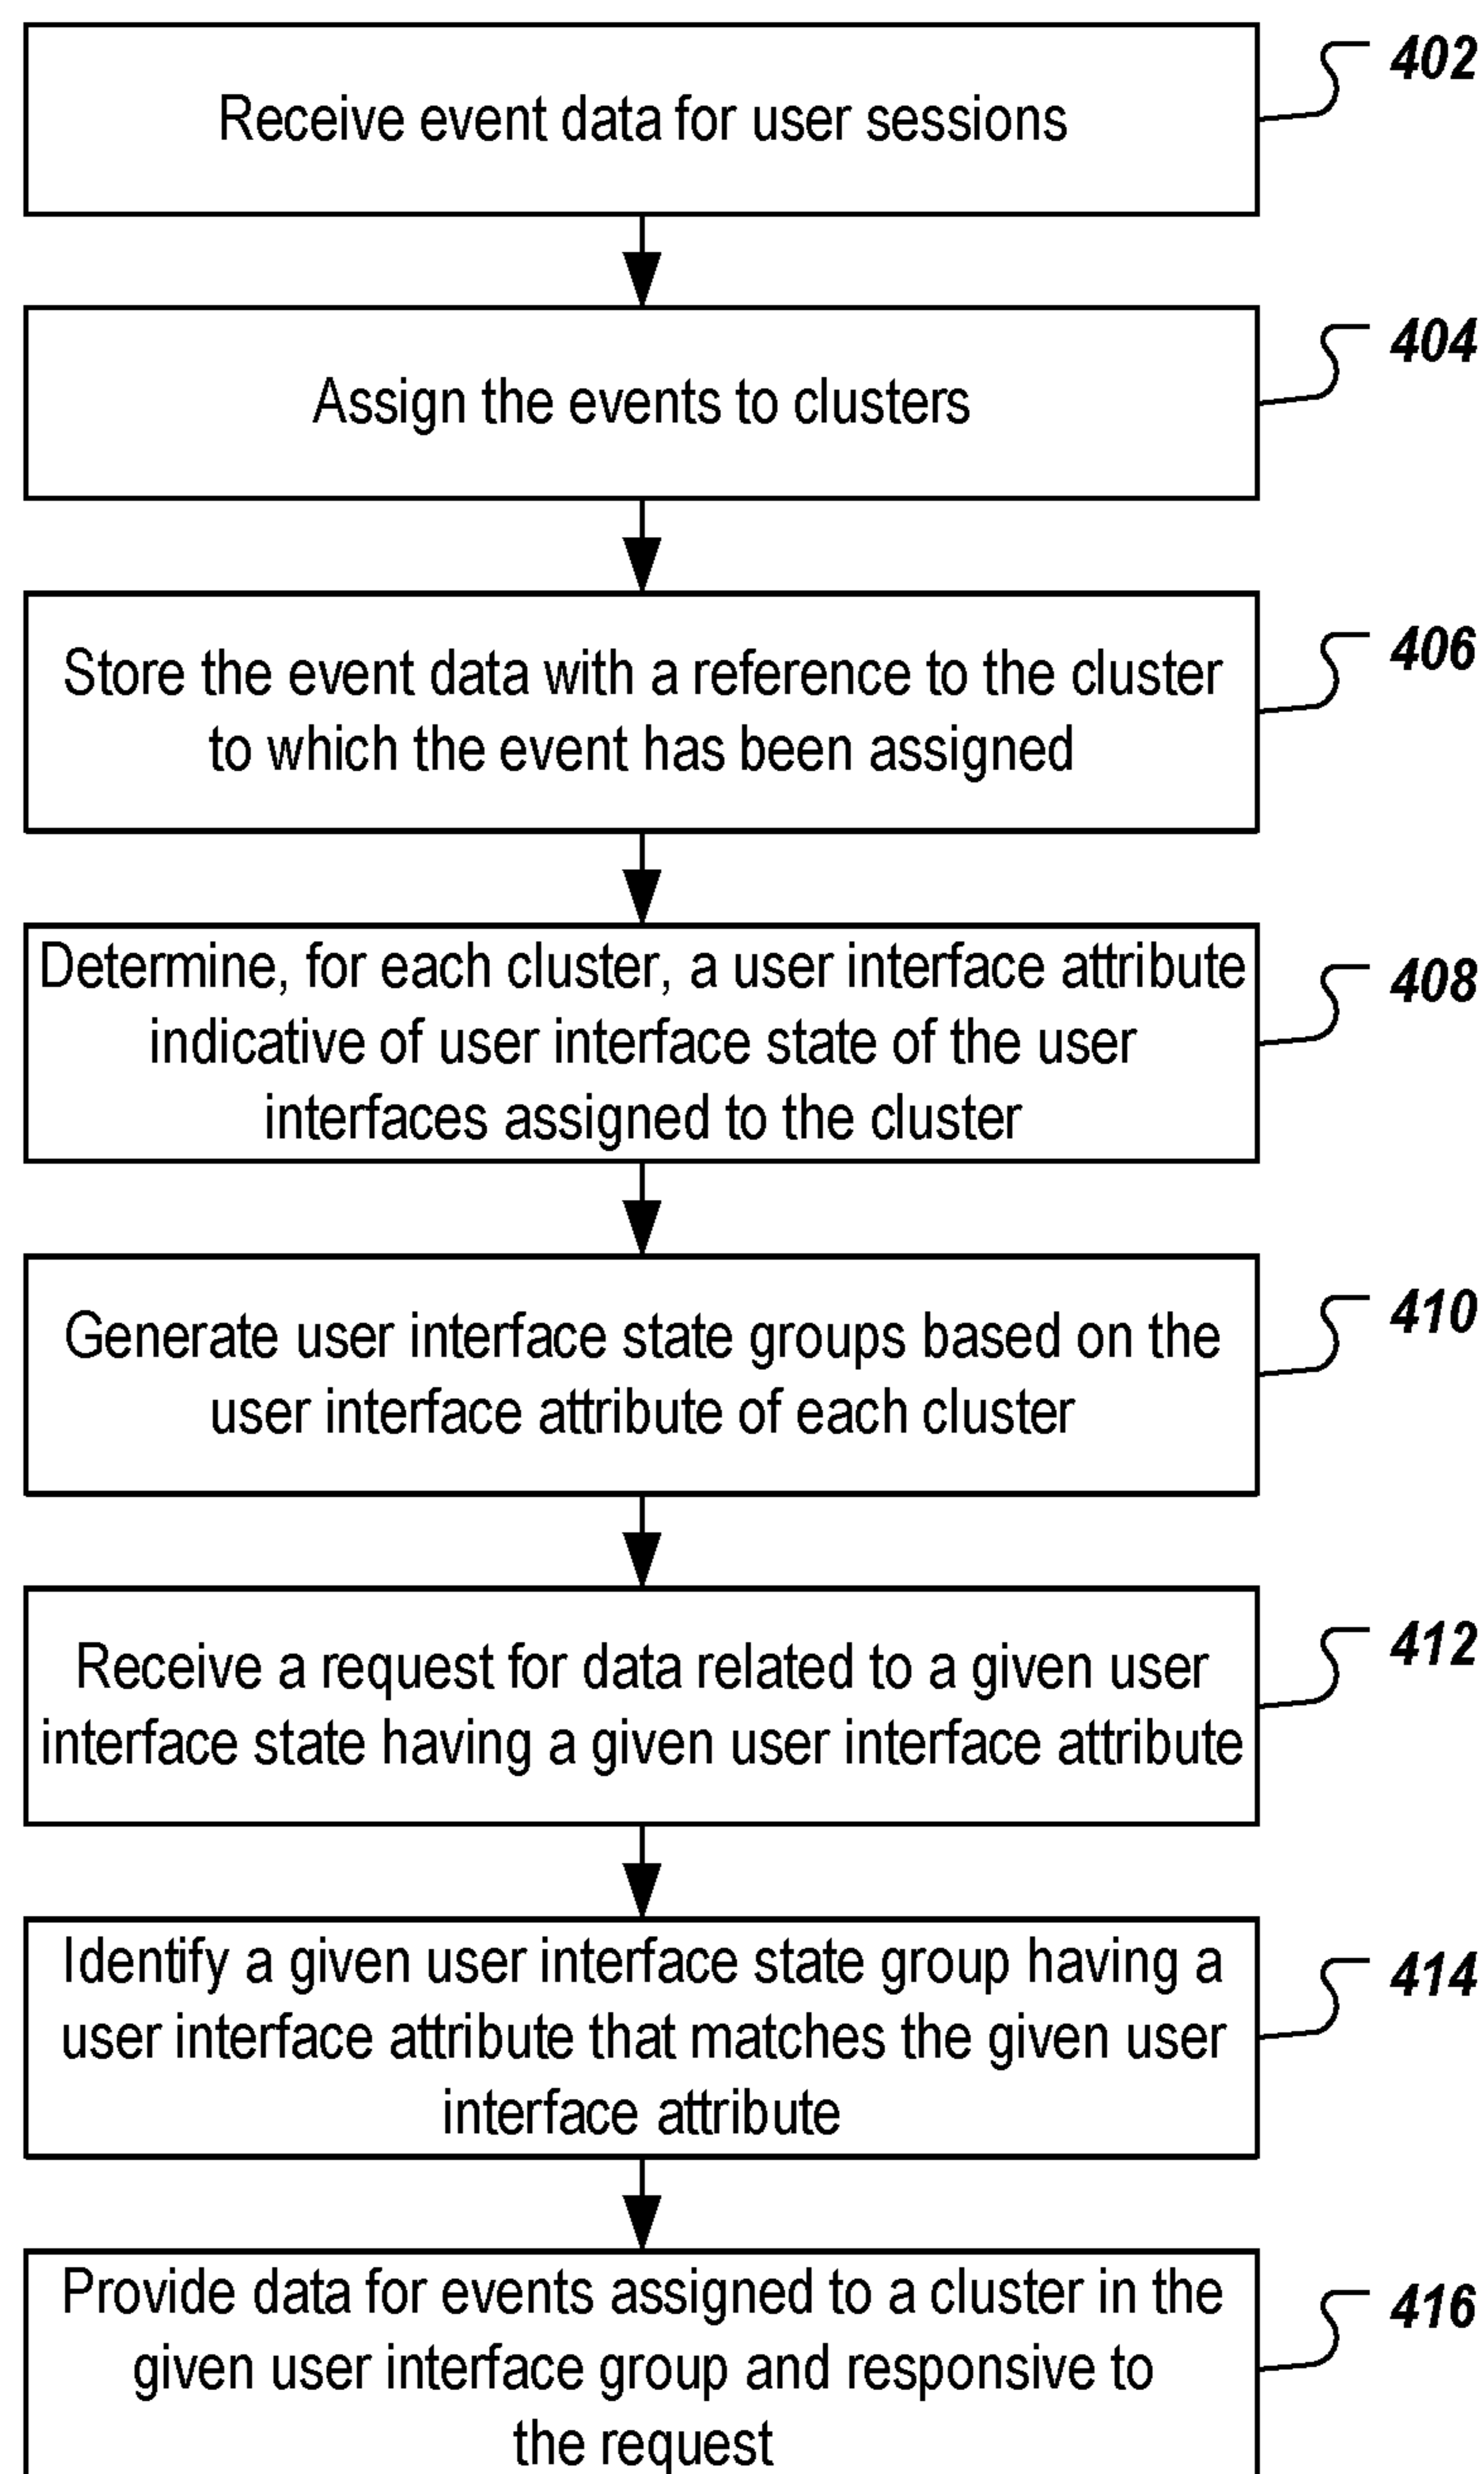 Receive event data for user sessions
402
Assign the events to clusters
404
Store the event data with a reference to the cluster
to which the event has been assigned
406
Determine, for each cluster, a user interface attribute
indicative of user interface state of the user
interfaces assigned to the cluster
408
Generate user interface state groups based on the
user interface attribute of each cluster
410
Receive a request for data related to a given user
interface state having a given user interface attribute
412
Identify a given user interface state group having a
user interface attribute that matches the given user
interface attribute
414
Provide data for events assigned to a cluster in the
given user interface group and responsive to
the request
416